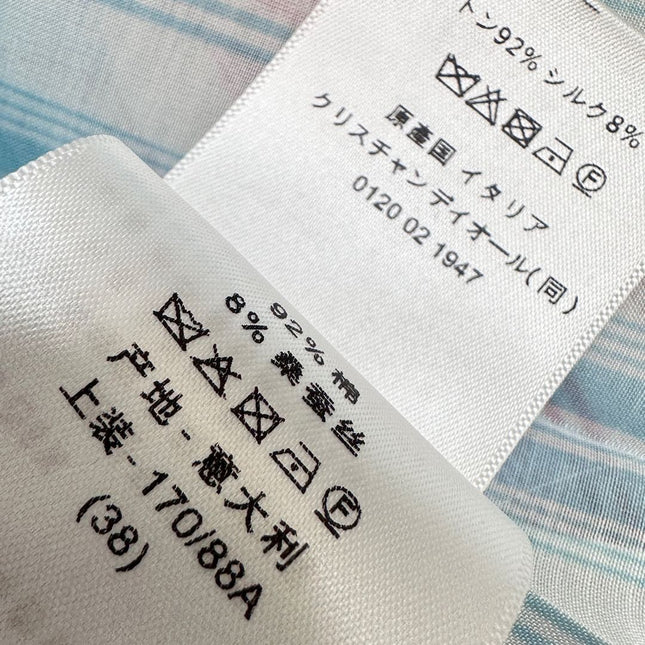 トン92% シルク8%
原産国 イタリア
クリスチャンディオール(同)
0120 02 1947
92% 棉
8% 桑蚕丝
F
产地-意大利
上装-170/88A
(38)